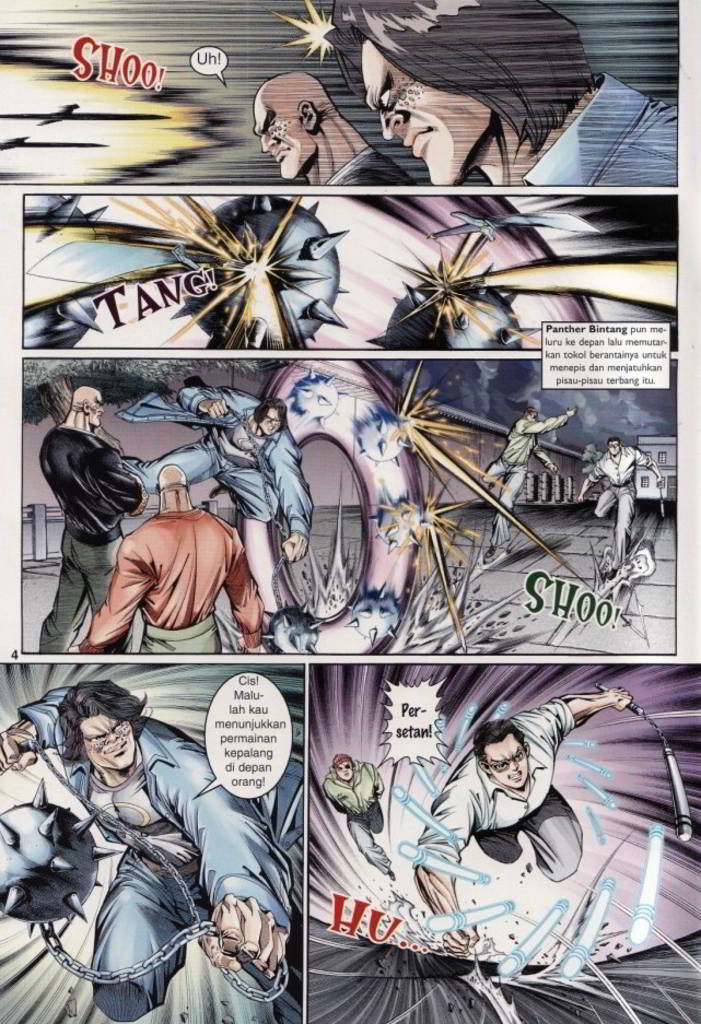 SHOO!
Uh!
TANG!
Panther Bintang pun me-
luru ke depan lalu memutar-
kan tokol berantainya untuk
menepis dan menjatuhkan
pisau-pisau terbang itu.
SHOO!
4
Cis!
Malu-
lah kau
menunjukkan
permainan
kepalang
di depan
orang!
Per-
setan!
HU...